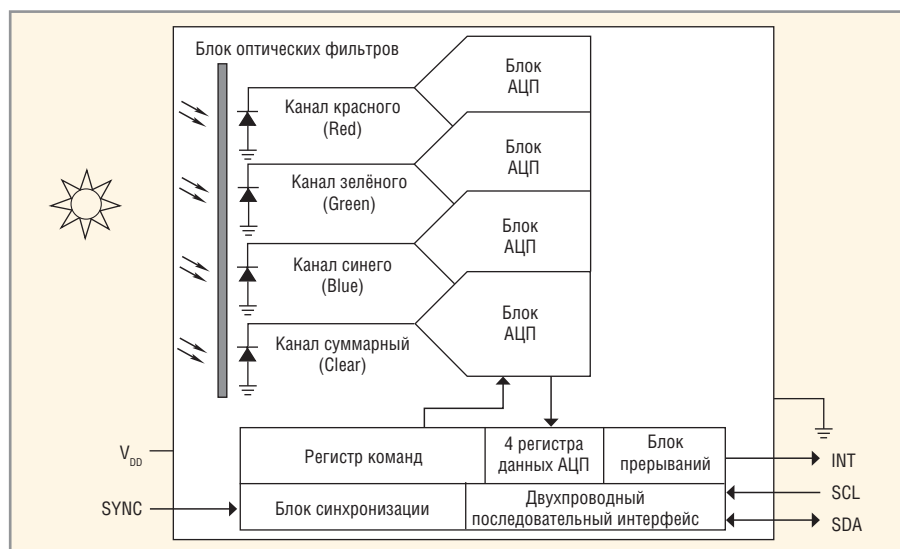 Блок оптических фильтров
Блок
АЦП
Канал красного
(Red)
Блок
АЦП
Канал зелёного
(Green)
Блок
АЦП
Канал синего
(Blue)
Блок
АЦП
Канал суммарный
(Clear)
V_DD
Регистр команд
4 регистра
данных АЦП
Блок
прерываний
INT
SCL
SYNC
Блок синхронизации
Двухпроводный
последовательный интерфейс
SDA